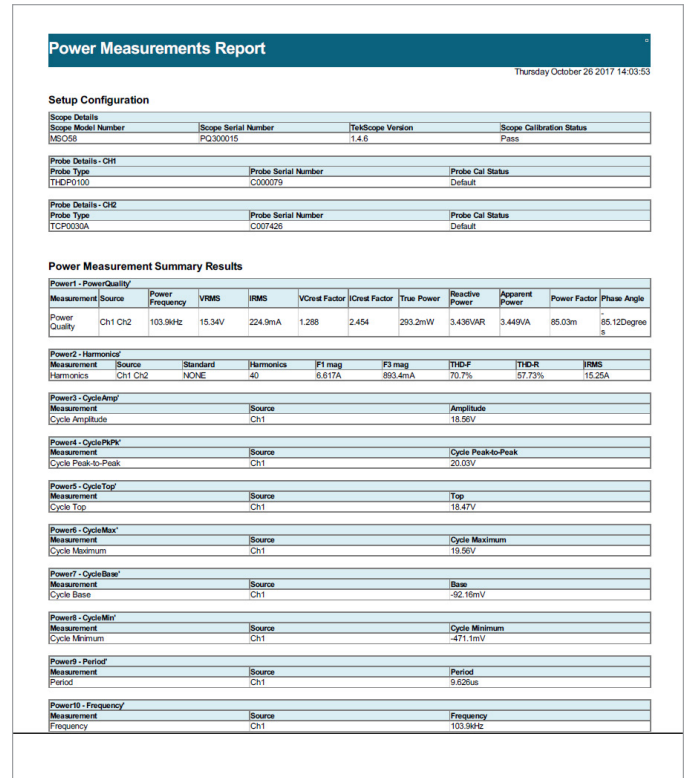 Power Measurements Report
Thursday October 26 2017 14:03:53
Setup Configuration
Scope Details
Scope Model Number Scope Serial Number TekScope Version Scope Calibration Status
MSO58 PQ300015 1.4.6 Pass
Probe Details - CH1
Probe Type Probe Serial Number Probe Cal Status
THDP0100 C000079 Default
Probe Details - CH2
Probe Type Probe Serial Number Probe Cal Status
TCP0030A C007426 Default
Power Measurement Summary Results
Power1 - PowerQuality'
Measurement Source Power Frequency VRMS IRMS VCrest Factor ICrest Factor True Power Reactive Power Apparent Power Power Factor Phase Angle
Power Quality Ch1 Ch2 103.9kHz 15.34V 224.9mA 1.288 2.454 293.2mW 3.436VAR 3.449VA 85.03m -85.12Degrees
Power2 - Harmonics'
Measurement Source Standard Harmonics F1 mag F3 mag THD-F THD-R IRMS
Harmonics Ch1 Ch2 NONE 40 6.617A 893.4mA 70.7% 57.73% 15.25A
Power3 - CycleAmp'
Measurement Source Amplitude
Cycle Amplitude Ch1 18.56V
Power4 - CyclePkPk'
Measurement Source Cycle Peak-to-Peak
Cycle Peak-to-Peak Ch1 20.03V
Power5 - CycleTop'
Measurement Source Top
Cycle Top Ch1 18.47V
Power6 - CycleMax'
Measurement Source Cycle Maximum
Cycle Maximum Ch1 19.56V
Power7 - CycleBase'
Measurement Source Base
Cycle Base Ch1 -92.16mV
Power8 - CycleMin'
Measurement Source Cycle Minimum
Cycle Minimum Ch1 -471.1mV
Power9 - Period'
Measurement Source Period
Period Ch1 9.626us
Power10 - Frequency'
Measurement Source Frequency
Frequency Ch1 103.9kHz